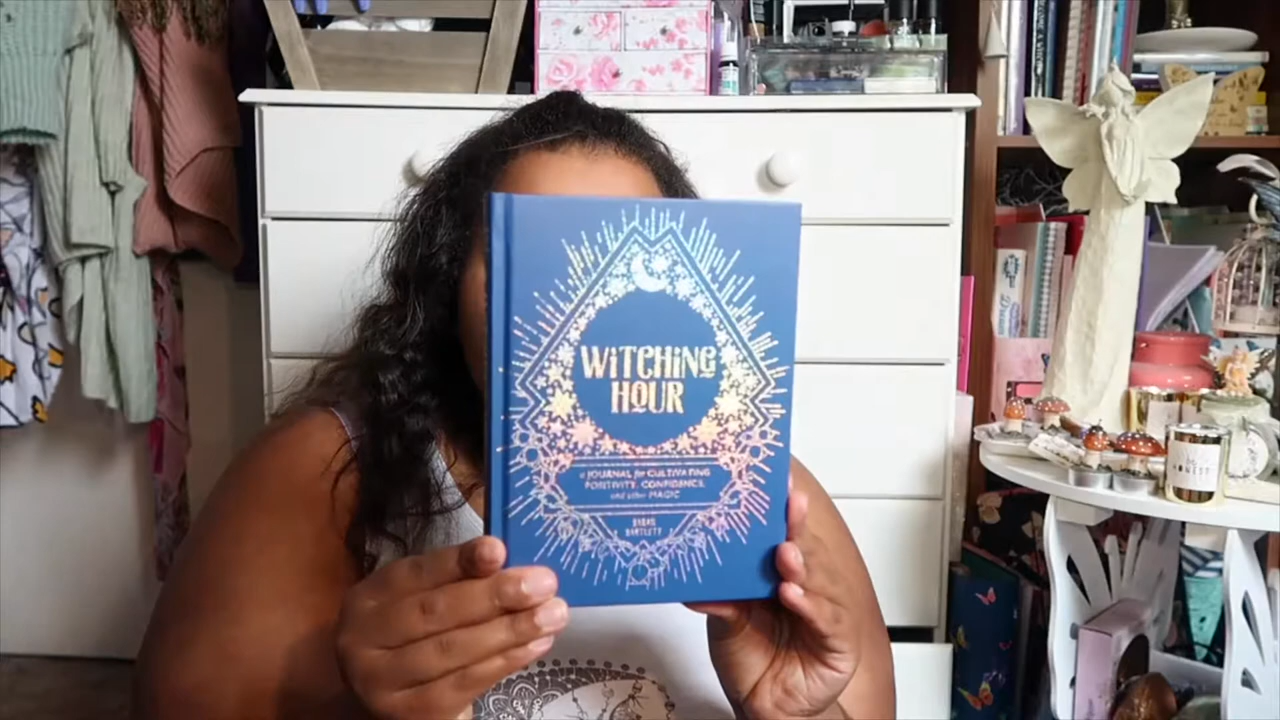 WITCHING
HOUR
a JOURNAL for CULTIVATING
POSITIVITY, CONFIDENCE,
and other MAGIC
SARAH
BARTLETT